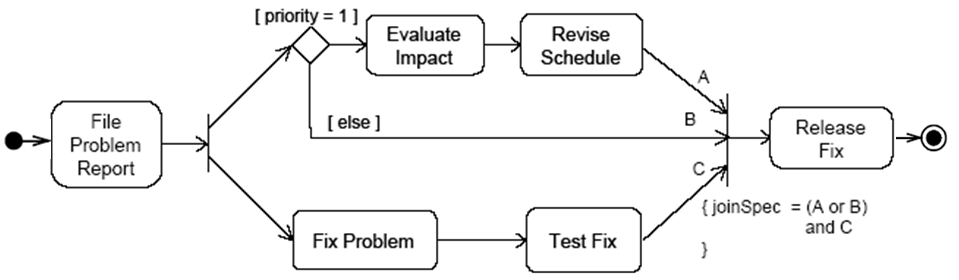 [ priority = 1 ]
Evaluate
Impact
Revise
Schedule
A
File
Problem
Report
[ else ]
B
Release
Fix
C
Fix Problem
Test Fix
{ joinSpec = (A or B)
and C
}